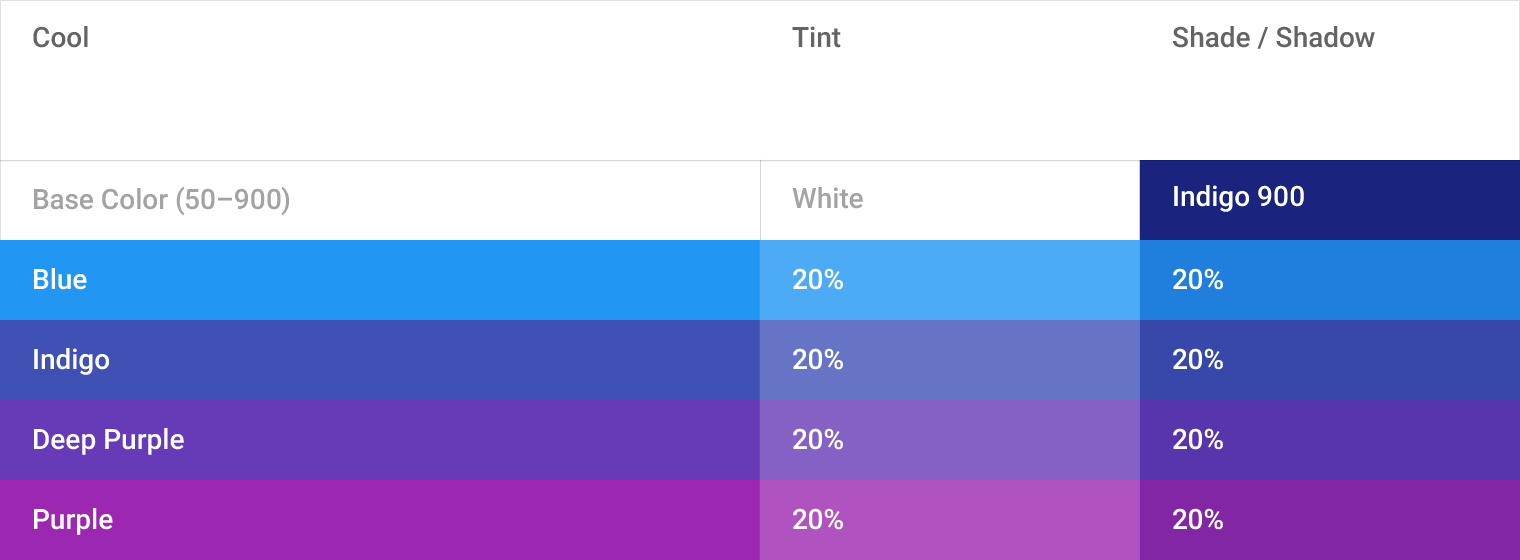 Cool Tint Shade / Shadow
Base Color (50–900) White Indigo 900
Blue 20% 20%
Indigo 20% 20%
Deep Purple 20% 20%
Purple 20% 20%